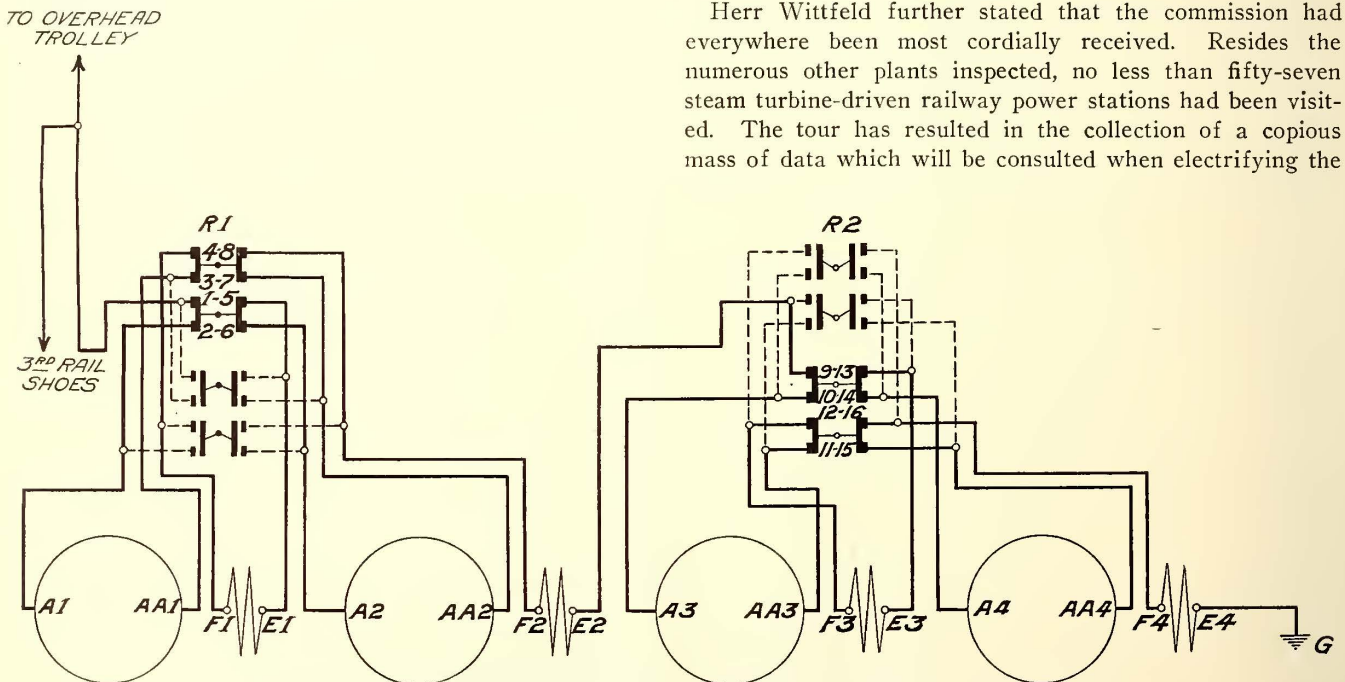 TO OVERHEAD
TROLLEY
Herr Wittfeld further stated that the commission had
everywhere been most cordially received. Resides the
numerous other plants inspected, no less than fifty-seven
steam turbine-driven railway power stations had been visit-
ed. The tour has resulted in the collection of a copious
mass of data which will be consulted when electrifying the
3RD RAIL
SHOES
R1
4-8
3-7
1-5
2-6
R2
9-13
10-14
12-16
11-15
A1
AA1
F1
E1
A2
AA2
F2
E2
A3
AA3
F3
E3
A4
AA4
F4
E4
G